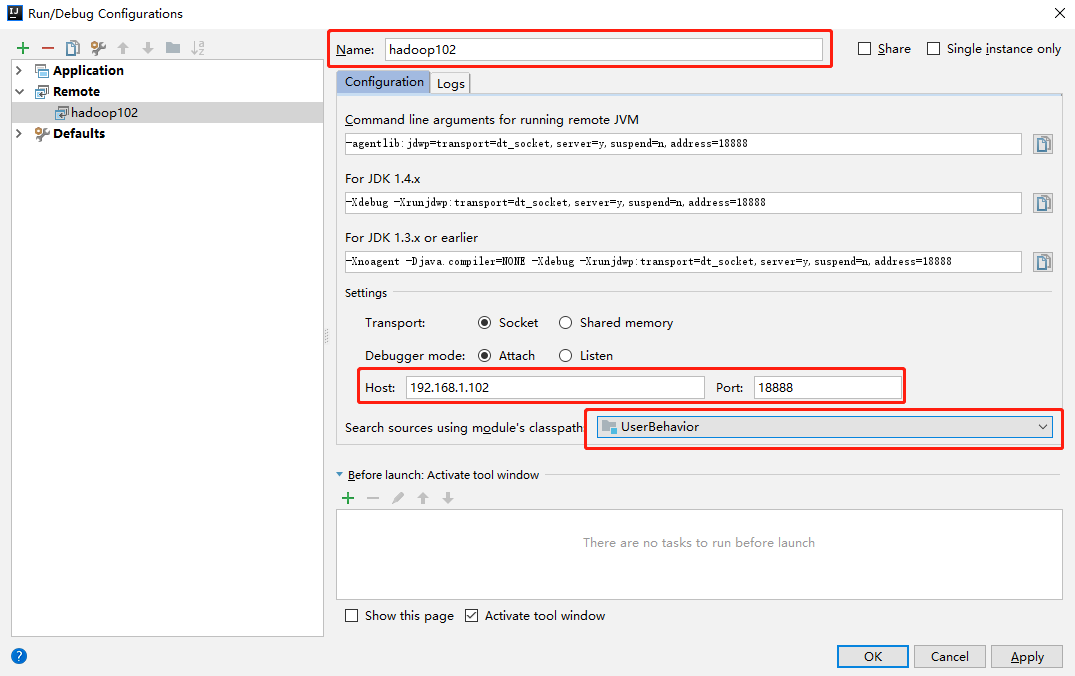 IJ Run/Debug Configurations
Application
Remote
hadoop102
Defaults
Name: hadoop102
Share
Single instance only
Configuration Logs
Command line arguments for running remote JVM
-agentlib:jdwp=transport=dt_socket,server=y,suspend=n,address=18888
For JDK 1.4.x
-Xdebug -Xrunjdwp:transport=dt_socket,server=y,suspend=n,address=18888
For JDK 1.3.x or earlier
-Xnoagent -Djava.compiler=NONE -Xdebug -Xrunjdwp:transport=dt_socket,server=y,suspend=n,address=18888
Settings
Transport: Socket Shared memory
Debugger mode: Attach Listen
Host: 192.168.1.102 Port: 18888
Search sources using module's classpath UserBehavior
Before launch: Activate tool window
There are no tasks to run before launch
Show this page Activate tool window
? OK Cancel Apply